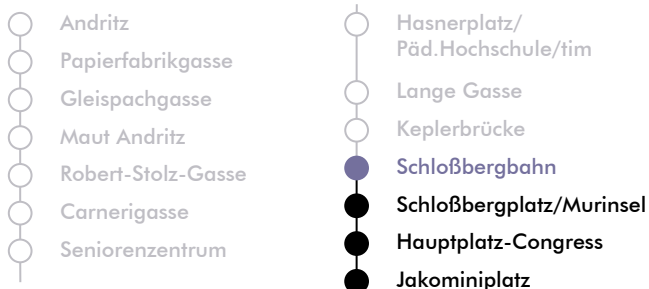 Andritz
Papierfabrikgasse
Gleispachgasse
Maut Andritz
Robert-Stolz-Gasse
Carnerigasse
Seniorenzentrum
Hasnerplatz/
Päd.Hochschule/tim
Lange Gasse
Keplerbrücke
Schloßbergbahn
Schloßbergplatz/Murinsel
Hauptplatz-Congress
Jakominiplatz